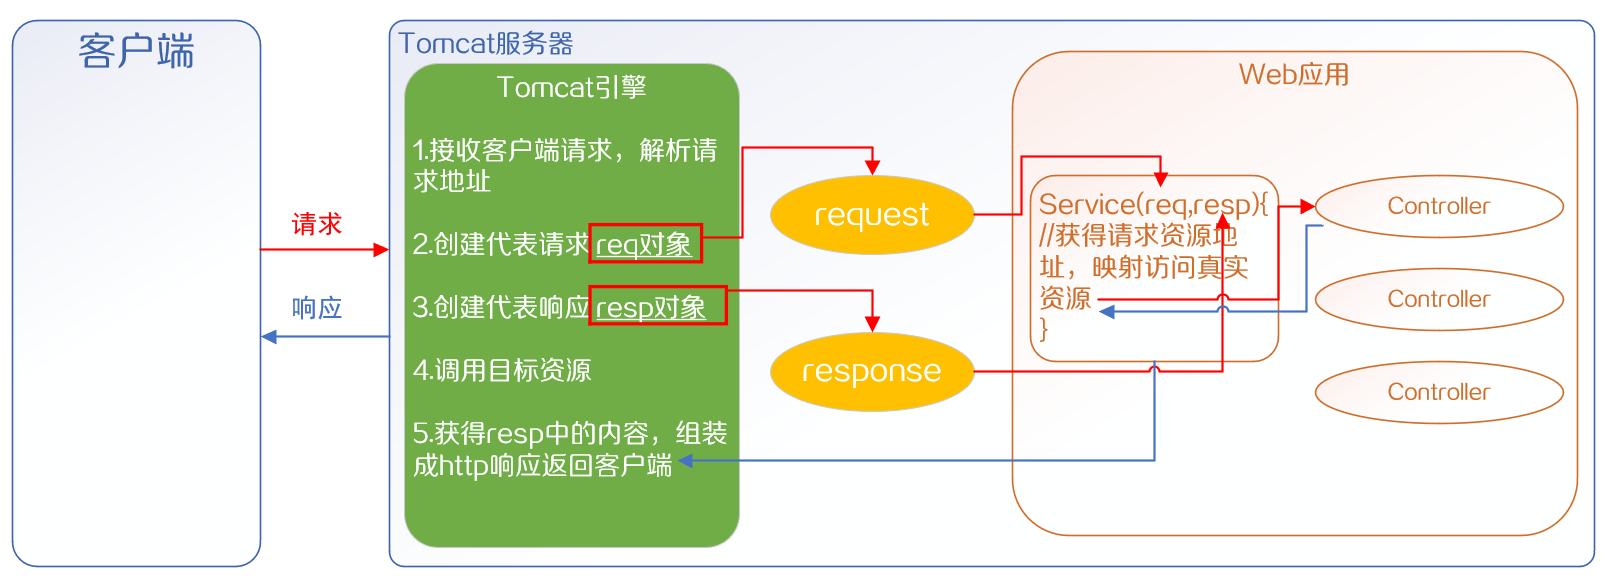 客户端
Tomcat服务器
Tomcat引擎
1.接收客户端请求，解析请
求地址
2.创建代表请求req对象
3.创建代表响应resp对象
4.调用目标资源
5.获得resp中的内容，组装
成http响应返回客户端
请求
响应
request
response
Web应用
Service(req,resp){
//获得请求资源地
址，映射访问真实
资源
}
Controller
Controller
Controller